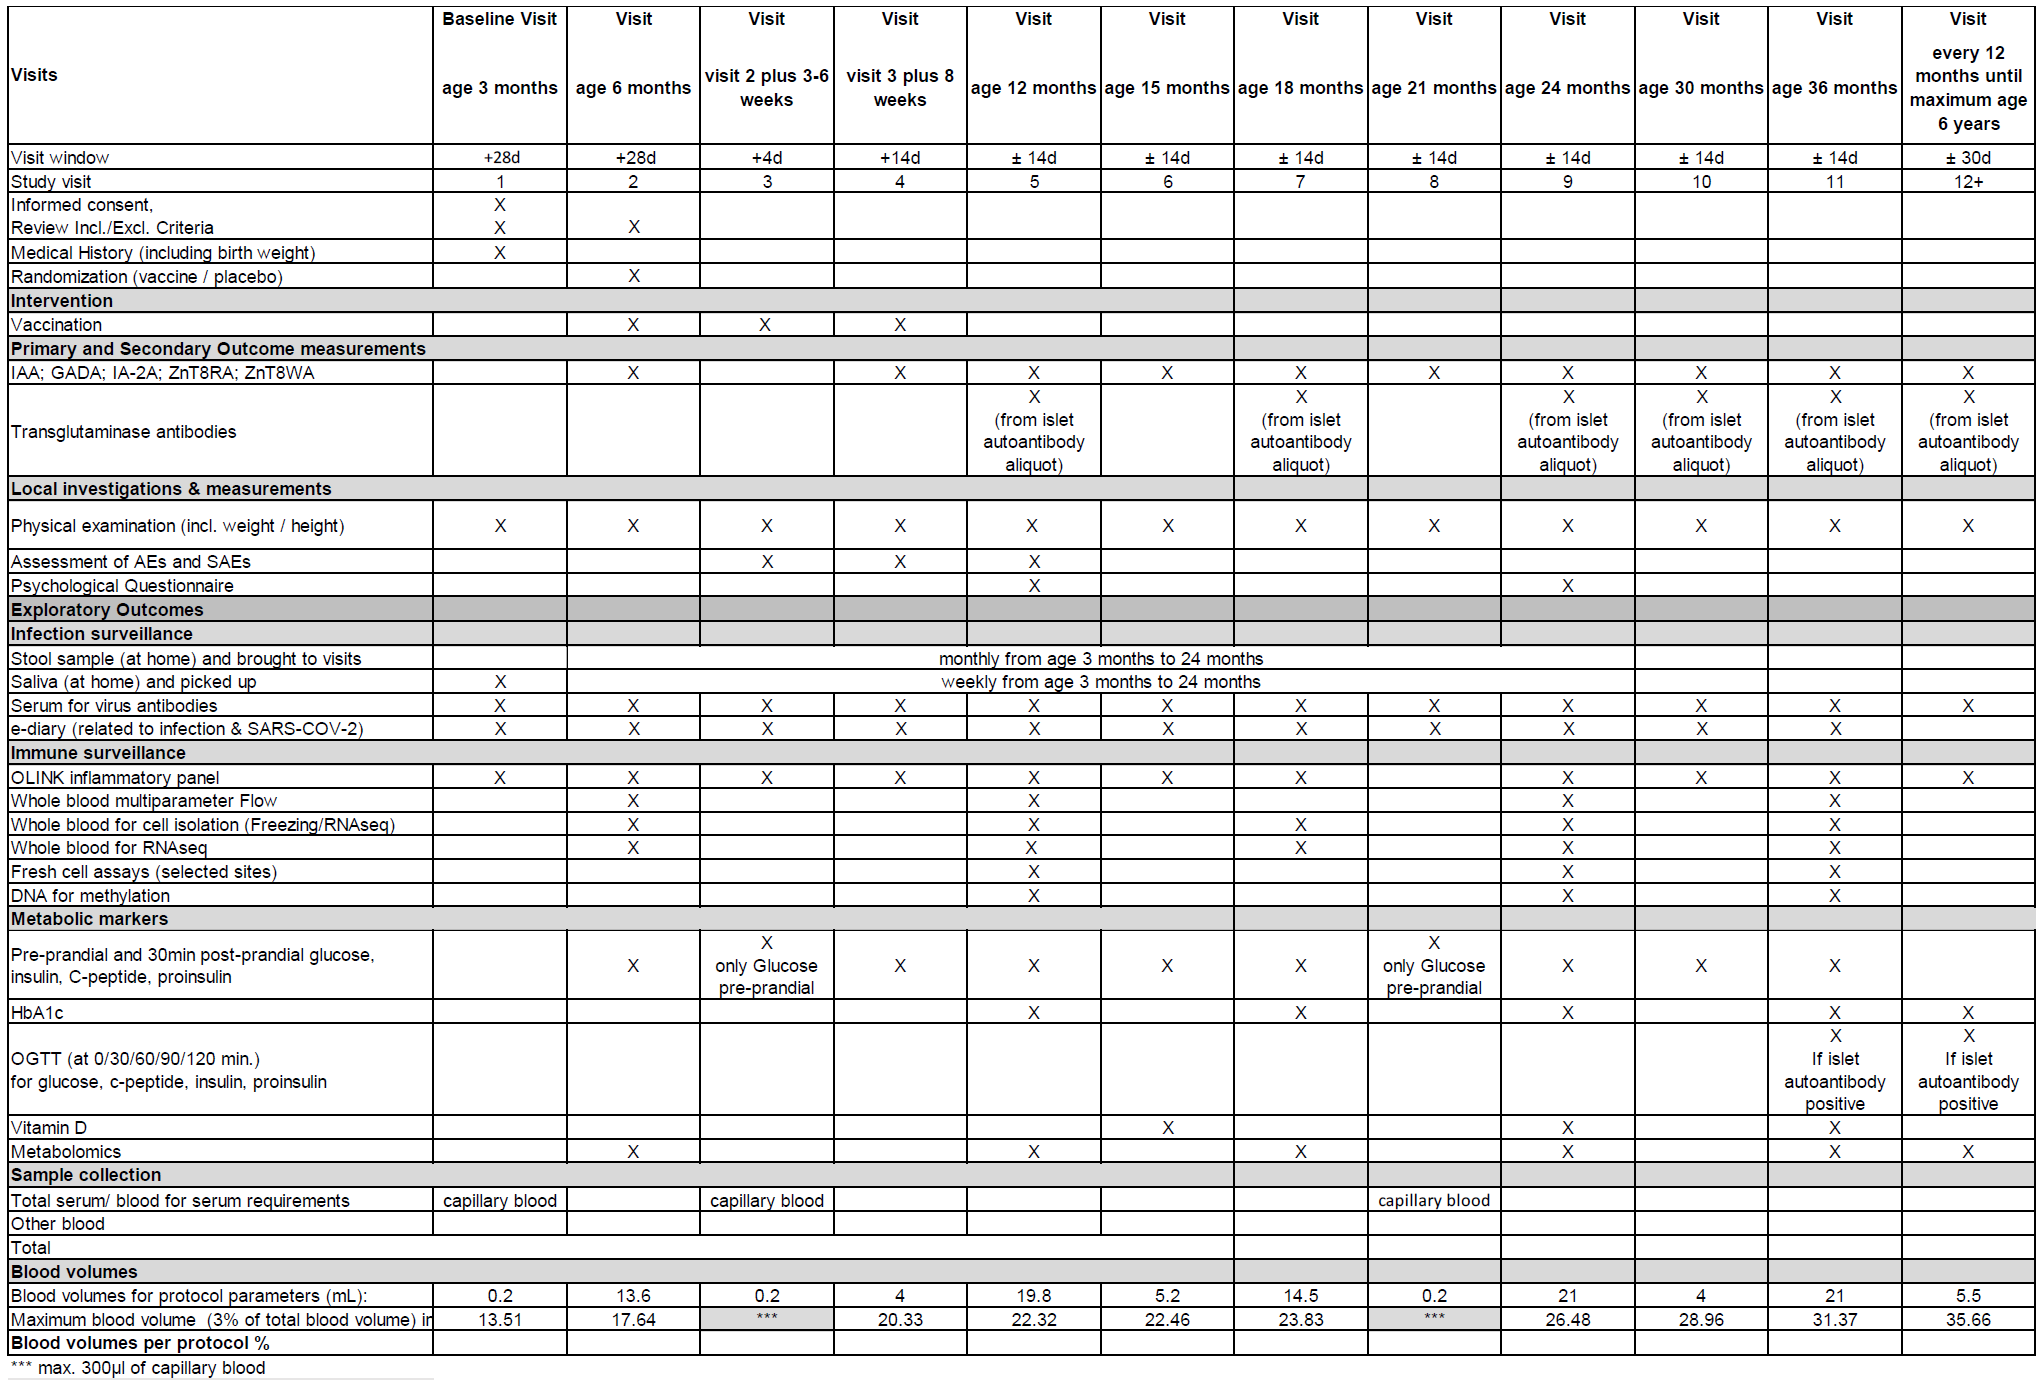 Visits Baseline Visit Visit Visit Visit Visit Visit Visit Visit Visit Visit Visit Visit
age 3 months age 6 months visit 2 plus 3-6 weeks visit 3 plus 8 weeks age 12 months age 15 months age 18 months age 21 months age 24 months age 30 months age 36 months every 12 months until maximum age 6 years
Visit window +28d +28d +4d +14d ± 14d ± 14d ± 14d ± 14d ± 14d ± 14d ± 14d ± 30d
Study visit 1 2 3 4 5 6 7 8 9 10 11 12+
Informed consent, X
Review Incl./Excl. Criteria X X
Medical History (including birth weight) X
Randomization (vaccine / placebo) X
Intervention
Vaccination X X X
Primary and Secondary Outcome measurements
IAA; GADA; IA-2A; ZnT8RA; ZnT8WA X X X X X X X X X X
Transglutaminase antibodies X X X X X X
(from islet (from islet (from islet (from islet (from islet (from islet
autoantibody autoantibody autoantibody autoantibody autoantibody autoantibody
aliquot) aliquot) aliquot) aliquot) aliquot) aliquot)
Local investigations & measurements
Physical examination (incl. weight / height) X X X X X X X X X X X X
Assessment of AEs and SAEs X X X
Psychological Questionnaire X X
Exploratory Outcomes
Infection surveillance
Stool sample (at home) and brought to visits monthly from age 3 months to 24 months
Saliva (at home) and picked up X weekly from age 3 months to 24 months
Serum for virus antibodies X X X X X X X X X X X X
e-diary (related to infection & SARS-COV-2) X X X X X X X X X X X
Immune surveillance
OLINK inflammatory panel X X X X X X X X X X X
Whole blood multiparameter Flow X X X X
Whole blood for cell isolation (Freezing/RNAseq) X X X X X
Whole blood for RNAseq X X X X X
Fresh cell assays (selected sites) X X X
DNA for methylation X X X
Metabolic markers
Pre-prandial and 30min post-prandial glucose,
insulin, C-peptide, proinsulin X X only Glucose pre-prandial X X X X X only Glucose pre-prandial X X X
HbA1c X X X X X
OGTT (at 0/30/60/90/120 min.)
for glucose, c-peptide, insulin, proinsulin X If islet autoantibody positive X If islet autoantibody positive
Vitamin D X X X
Metabolomics X X X X X X
Sample collection
Total serum/ blood for serum requirements capillary blood capillary blood capillary blood
Other blood
Total
Blood volumes
Blood volumes for protocol parameters (mL): 0.2 13.6 0.2 4 19.8 5.2 14.5 0.2 21 4 21 5.5
Maximum blood volume (3% of total blood volume) in 13.51 17.64 *** 20.33 22.32 22.46 23.83 *** 26.48 28.96 31.37 35.66
Blood volumes per protocol %
*** max. 300µl of capillary blood